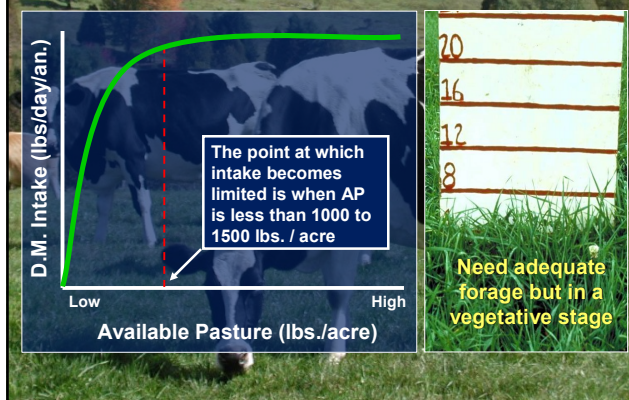 D.M. Intake (lbs/day/an.)
The point at which
intake becomes
limited is when AP
is less than 1000 to
1500 lbs. / acre
Low
High
Available Pasture (lbs./acre)
20
16
12
8
Need adequate
forage but in a
vegetative stage